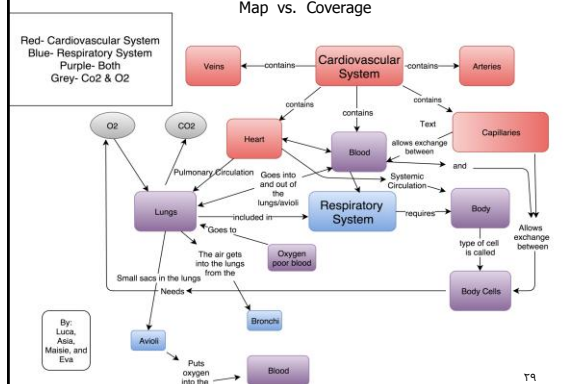 Map vs. Coverage
Red- Cardiovascular System
Blue- Respiratory System
Purple- Both
Grey- Co2 & O2
Veins
contains
Cardiovascular
System
contains
Arteries
contains
contains
contains
O2
CO2
Heart
Blood
Text
allows exchange
between
Capillaries
and
Pulmonary Circulation
Goes into
and out of
the
lungs/avioli
Systemic
Circulation
Lungs
included in
Respiratory
System
requires
Body
Goes to
Oxygen
poor blood
The air gets
into the lungs
from the
type of cell
is called
Allows
exchange
between
Small sacs in the lungs
Needs
Body Cells
Bronchi
By:
Luca,
Asia,
Maisie, and
Eva
Avioli
Puts
oxygen
into the
Blood
٢٩